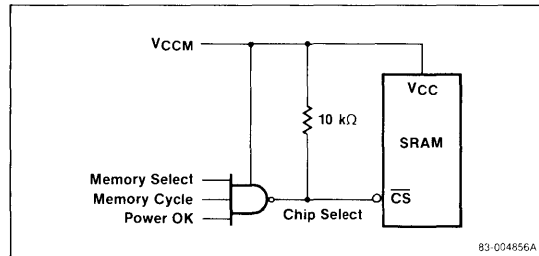 VCCM
VCC
10 kΩ
SRAM
Memory Select
Memory Cycle
Power OK
Chip Select
CS
83-004856A